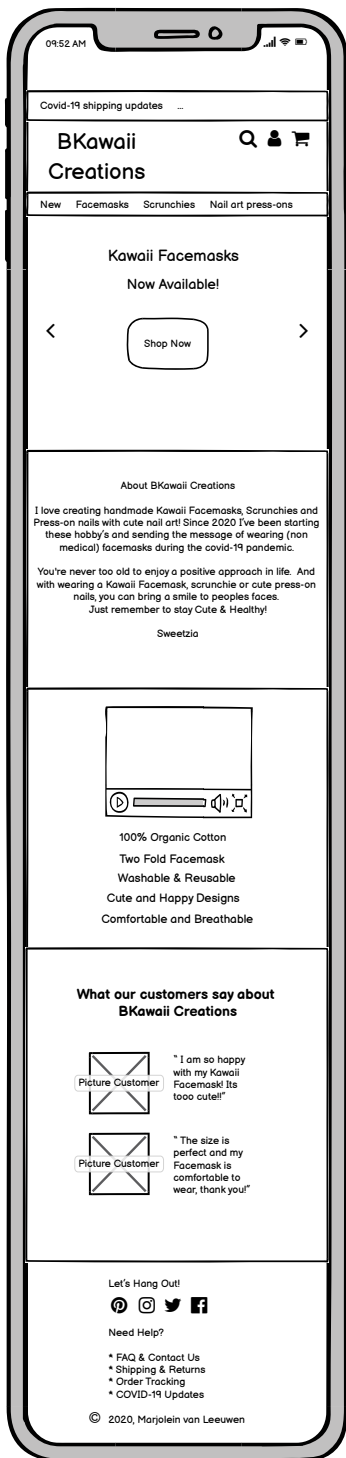 09:52 AM
Covid-19 shipping updates ...
BKawaii
Creations
New Facemasks Scrunchies Nail art press-ons
Kawaii Facemasks
Now Available!
Shop Now
About BKawaii Creations
I love creating handmade Kawaii Facemasks, Scrunchies and
Press-on nails with cute nail art! Since 2020 I've been starting
these hobby's and sending the message of wearing (non
medical) facemasks during the covid-19 pandemic.
You're never too old to enjoy a positive approach in life. And
with wearing a Kawaii Facemask, scrunchie or cute press-on
nails, you can bring a smile to peoples faces.
Just remember to stay Cute & Healthy!
Sweetzia
100% Organic Cotton
Two Fold Facemask
Washable & Reusable
Cute and Happy Designs
Comfortable and Breathable
What our customers say about
BKawaii Creations
Picture Customer
" I am so happy
with my Kawaii
Facemask! Its
tooo cute!!"
Picture Customer
" The size is
perfect and my
Facemask is
comfortable to
wear, thank you!"
Let's Hang Out!
Need Help?
* FAQ & Contact Us
* Shipping & Returns
* Order Tracking
* COVID-19 Updates
© 2020, Marjolein van Leeuwen